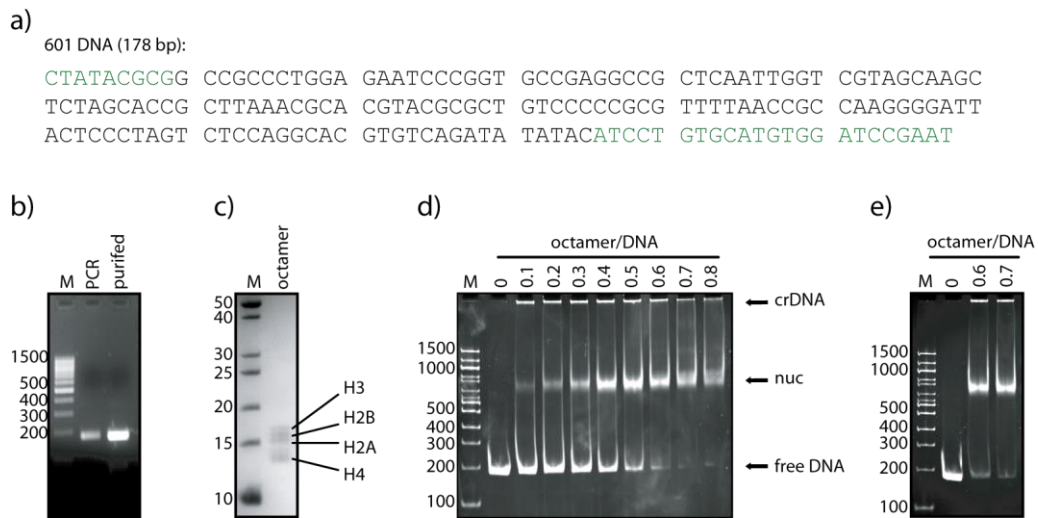 a)
601 DNA (178 bp):
CTATACGCGG CCGCCCTGGA GAATCCCGGT GCCGAGGCCG CTCAATTGGT CGTAGCAAGC
TCTAGCACCG CTTAAACGCA CGTACGCGCT GTCCCCCGCG TTTTAACCGC CAAGGGGATT
ACTCCCTAGT CTCCAGGCAC GTGTCAGATA TATACATCCT GTGCATGTGG ATCCGAAT
b)
M PCR purifed
1500
500
400
300
200
c)
M octamer
50
40
30
25
20
15
10
H3
H2B
H2A
H4
d)
octamer/DNA
M 0 0.1 0.2 0.3 0.4 0.5 0.6 0.7 0.8
1500
1000
500
400
300
200
100
crDNA
nuc
free DNA
e)
octamer/DNA
M 0 0.6 0.7
1500
1000
500
400
300
200
100